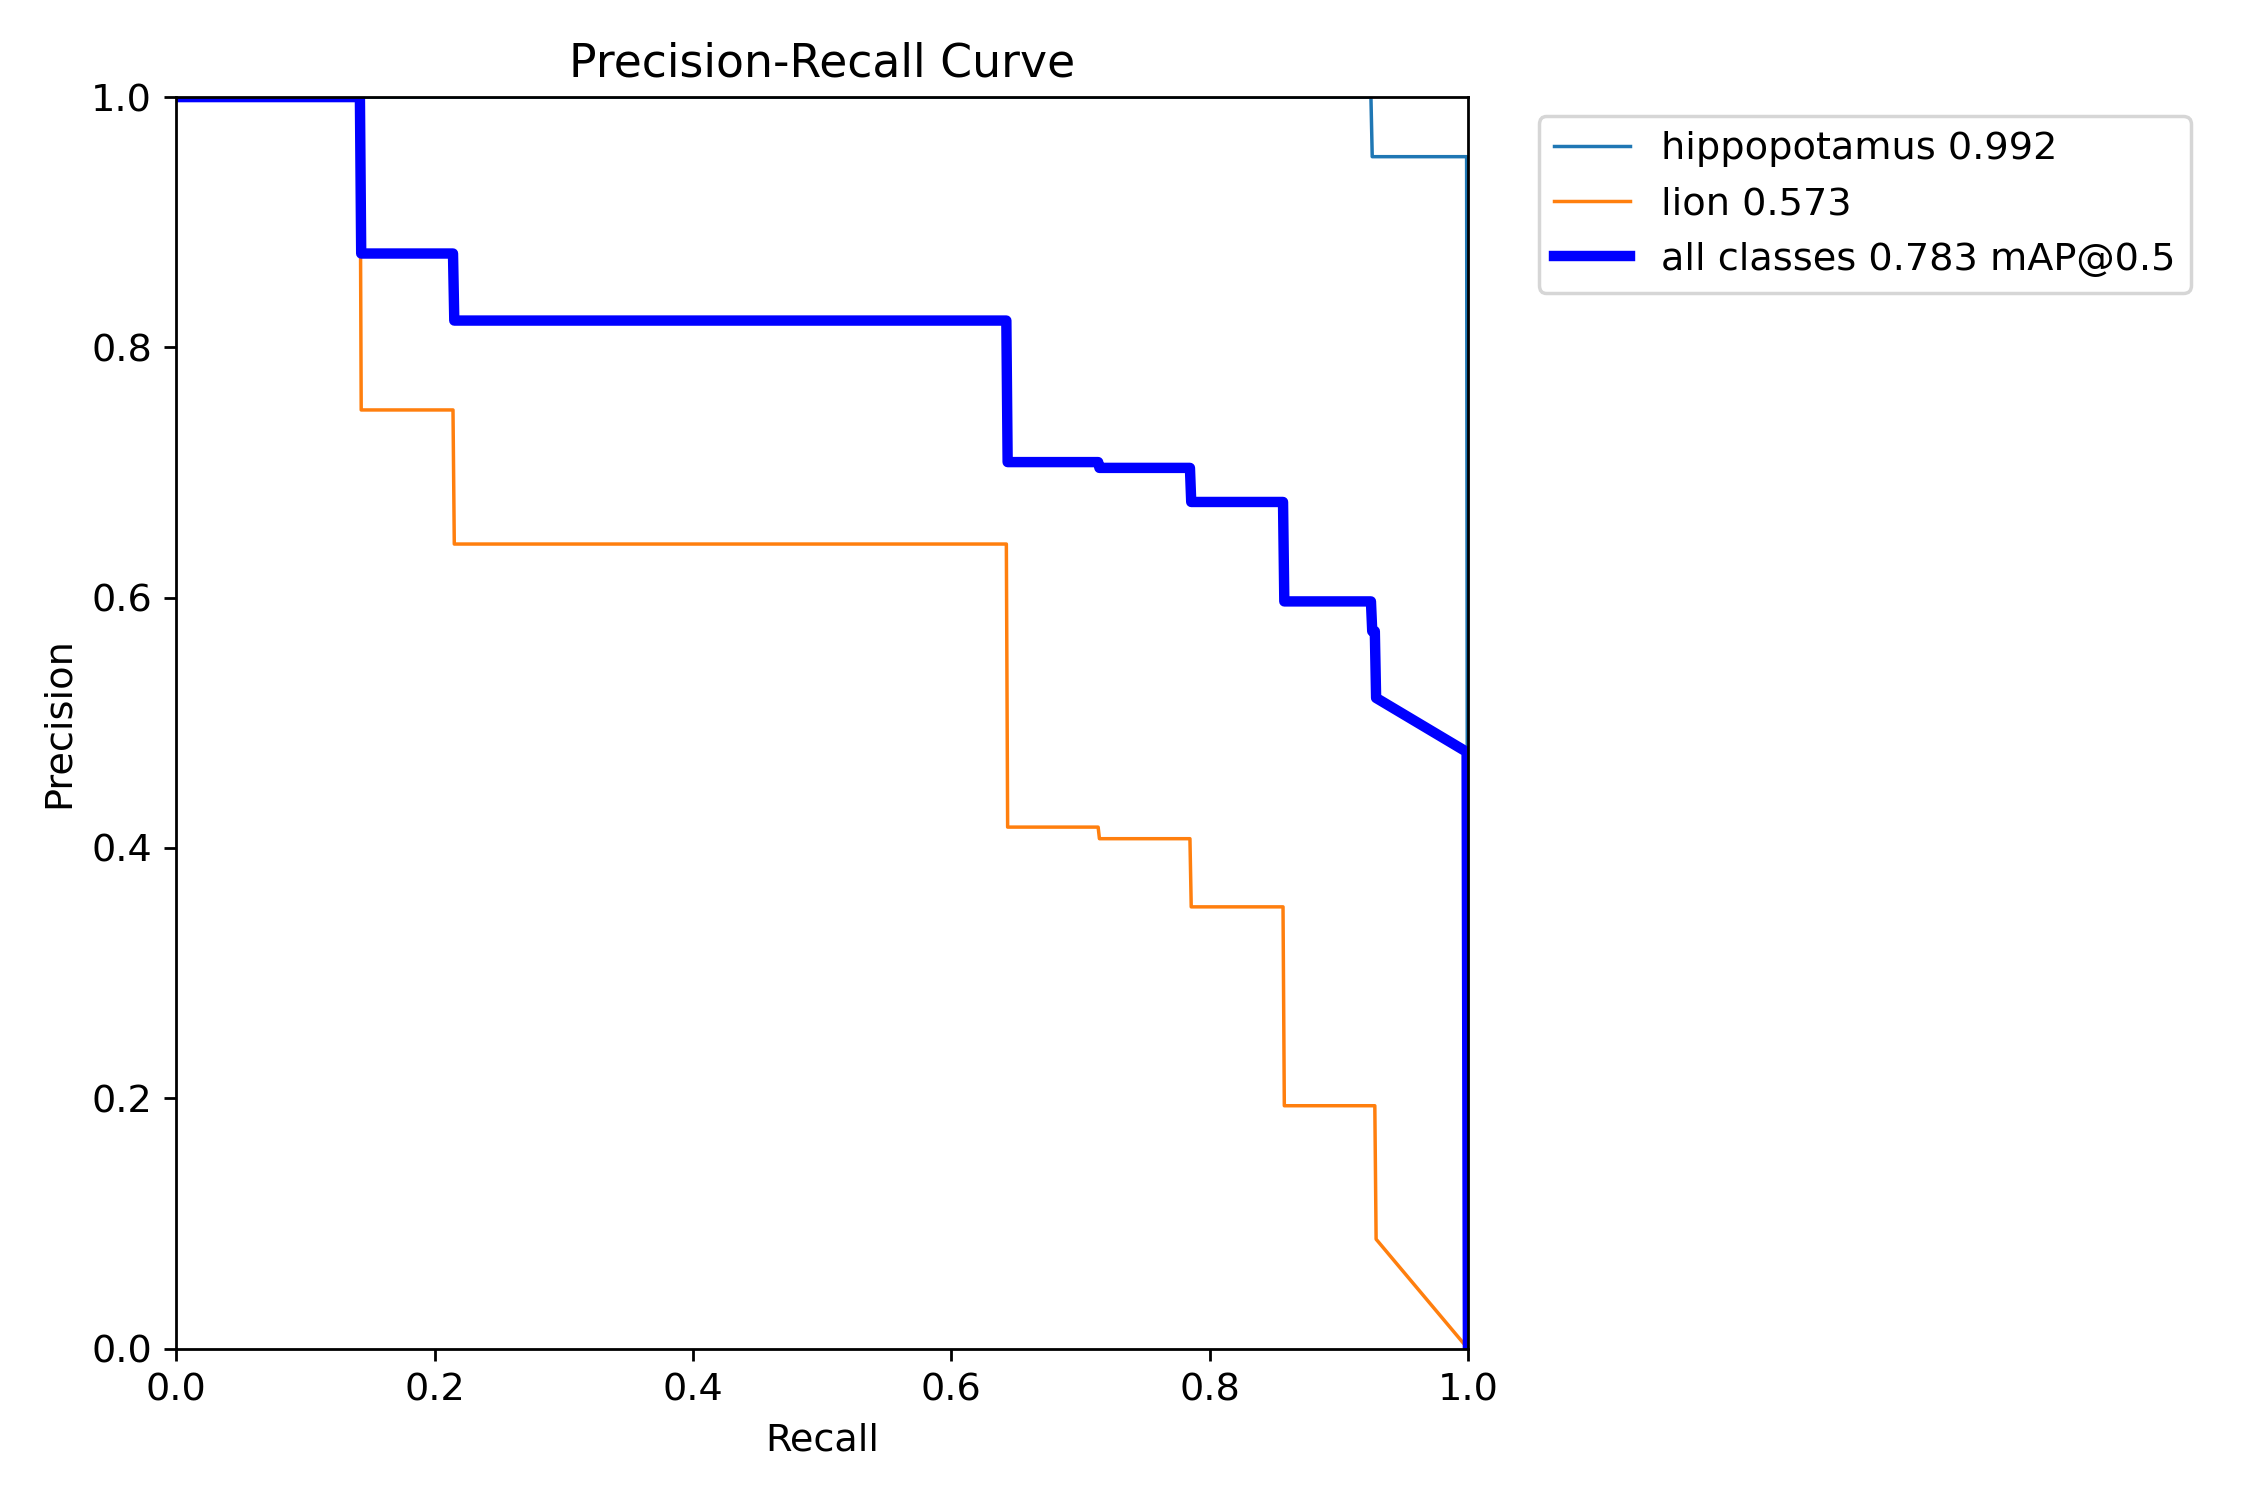 Precision-Recall Curve
1.0
0.8
0.6
0.4
0.2
0.0
Precision
0.0 0.2 0.4 0.6 0.8 1.0
Recall
hippopotamus 0.992
lion 0.573
all classes 0.783 mAP@0.5